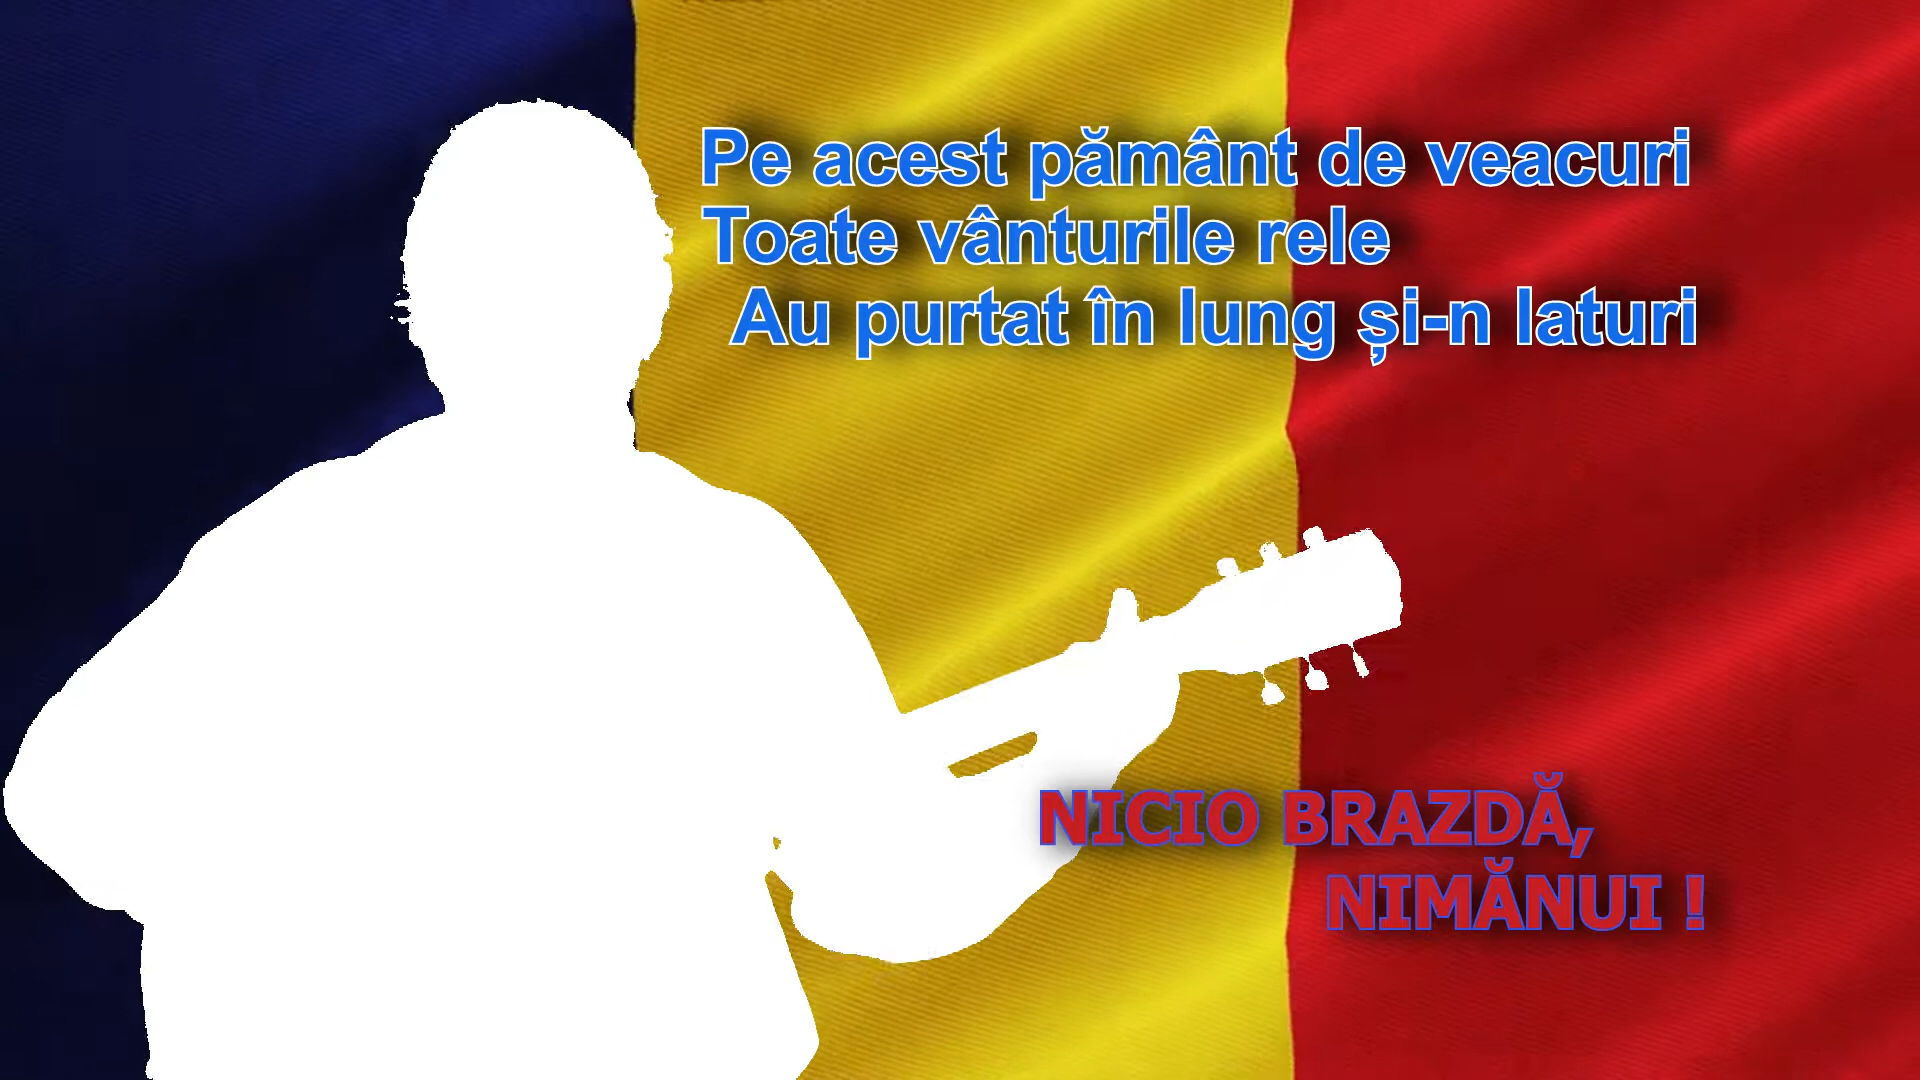 Pe acest pământ de veacuri
Toate vânturile rele
Au purtat în lung și-n laturi
NICIO BRAZDĂ,
NIMĂNUI !